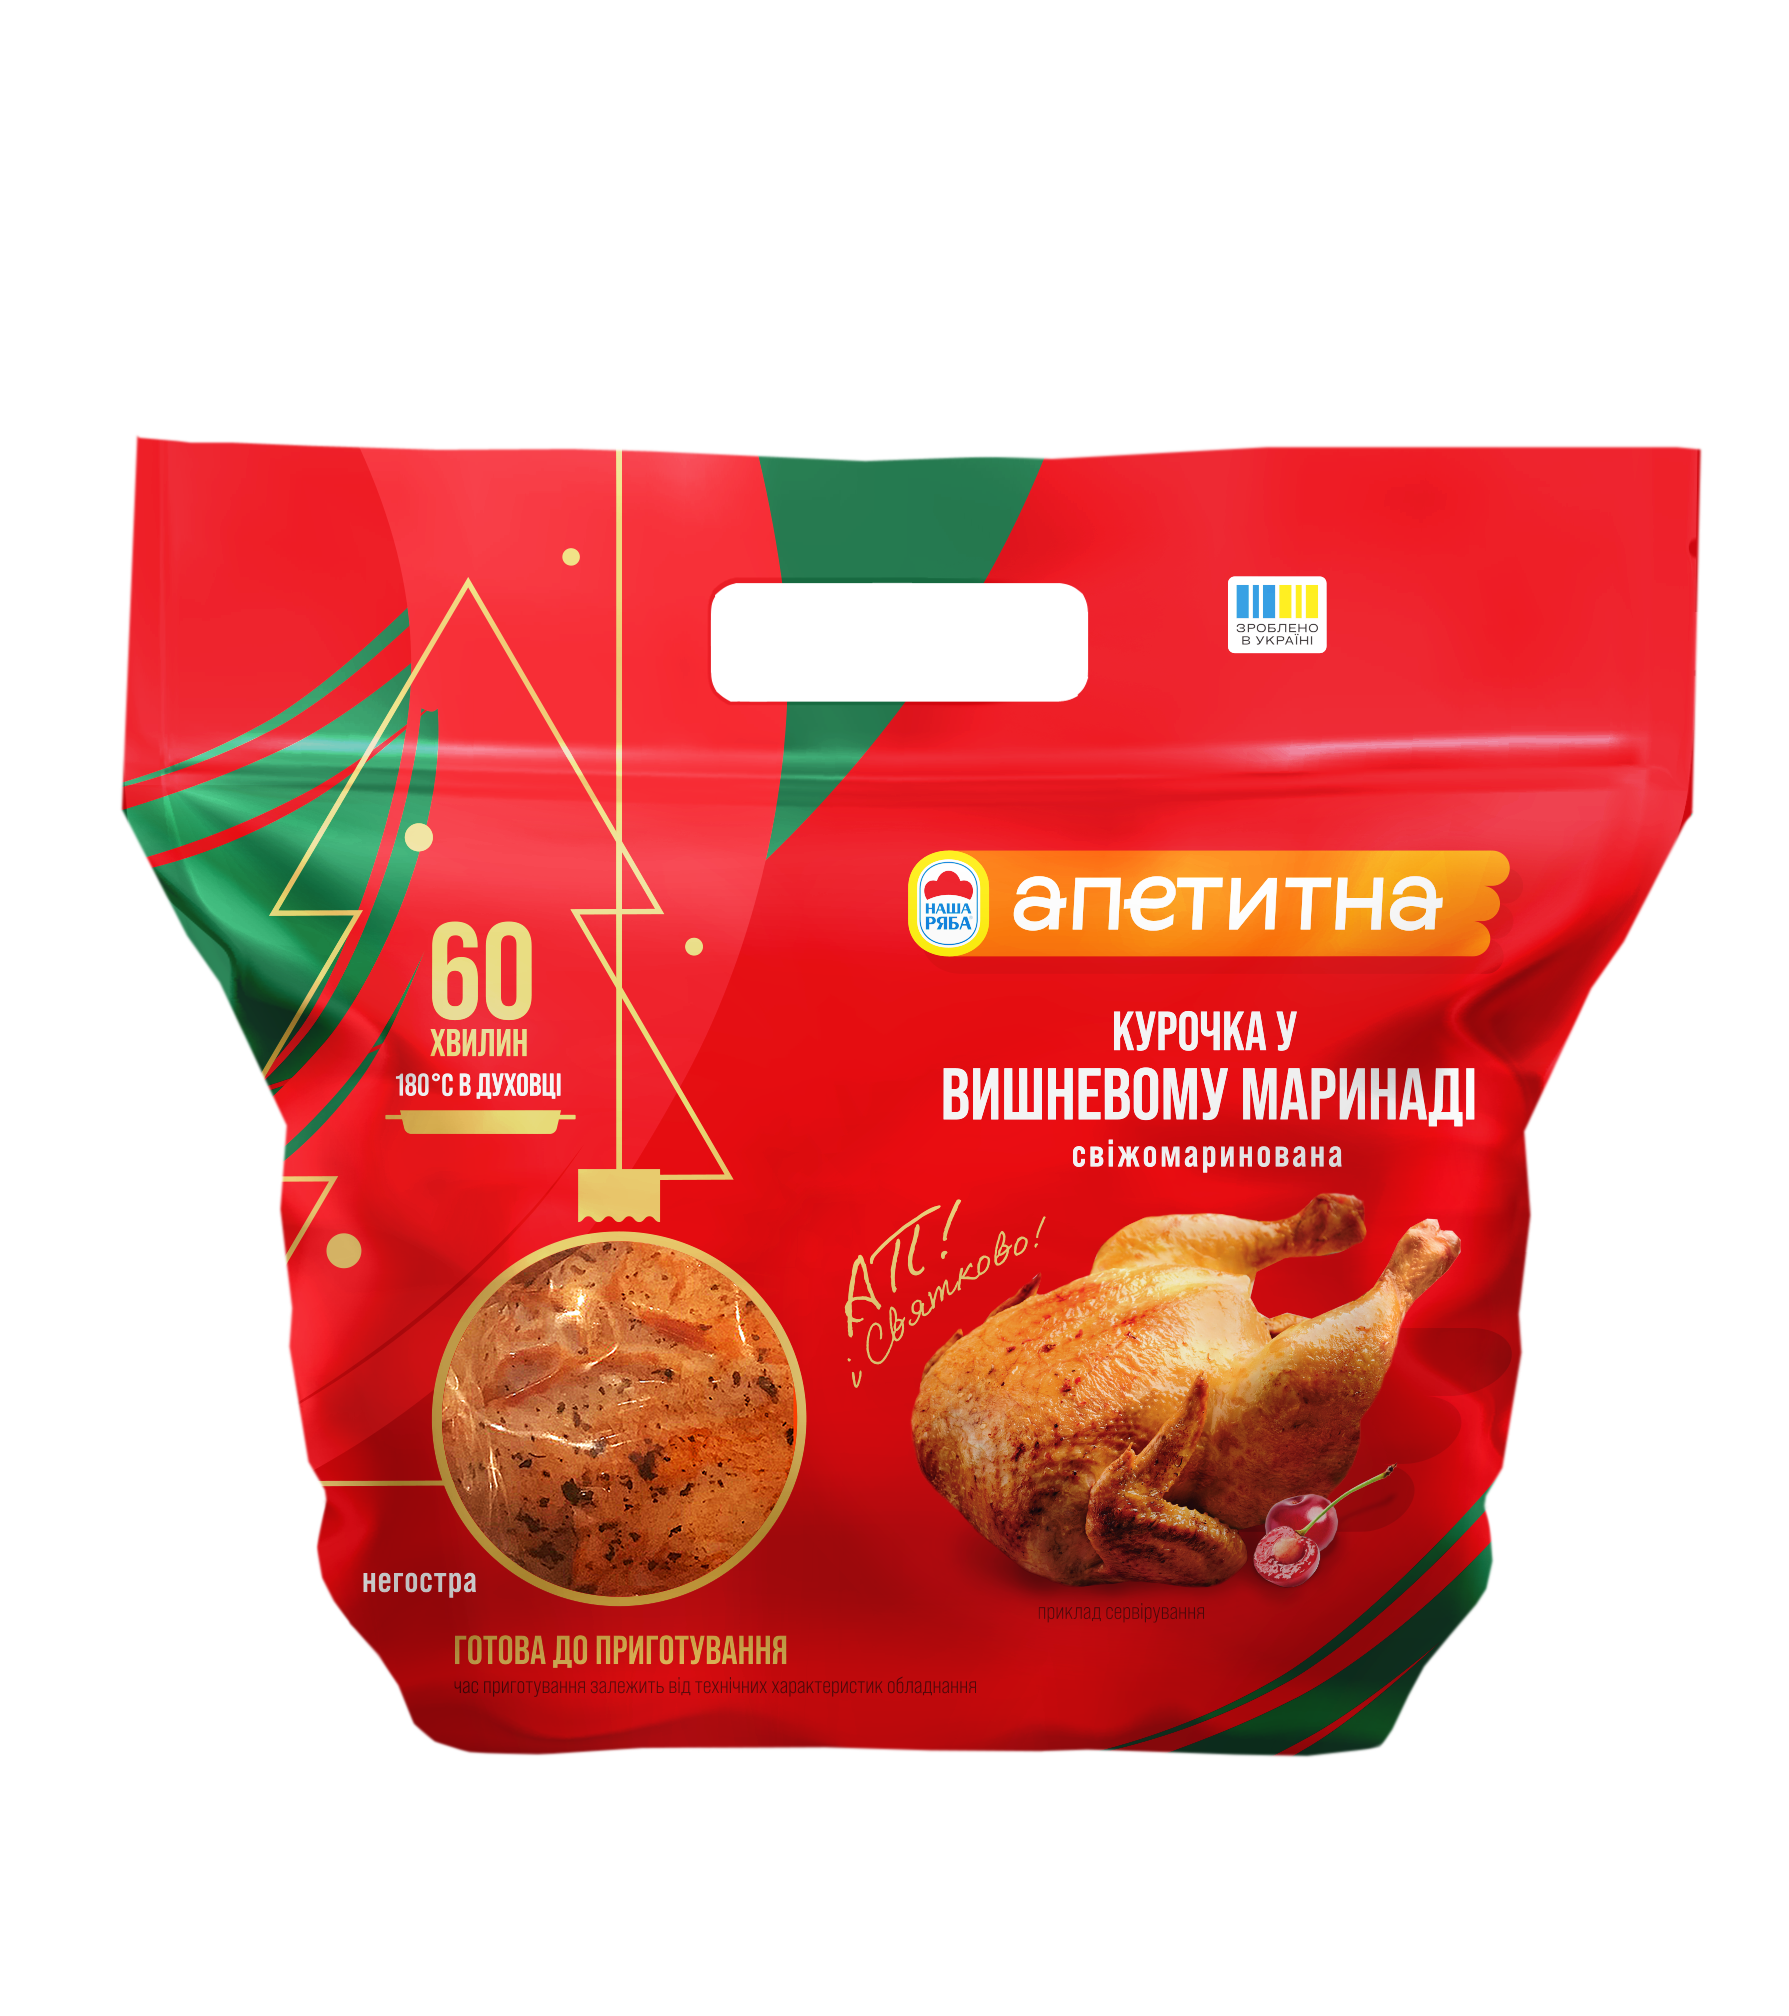 ЗРОБЛЕНО
В УКРАЇНІ
НАША
РЯБА
апетитна
60
ХВИЛИН
180°С В ДУХОВЦІ
КУРОЧКА У
ВИШНЕВОМУ МАРИНАДІ
свіжомаринована
АП!
і Святково!
негостра
приклад сервірування
ГОТОВА ДО ПРИГОТУВАННЯ
час приготування залежить від технічних характеристик обладнання